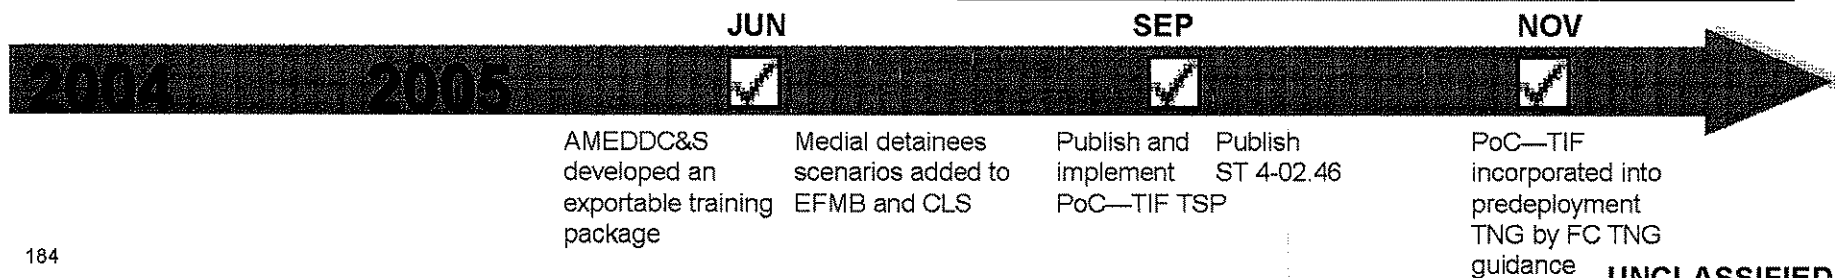 JUN
SEP
NOV
2004
2005
AMEDDC&S
developed an
exportable training
package
Medial detainees
scenarios added to
EFMB and CLS
Publish and
implement
PoC—TIF TSP
Publish
ST 4-02.46
PoC—TIF
incorporated into
predeployment
TNG by FC TNG
guidance
184
UNCLASSIFIED